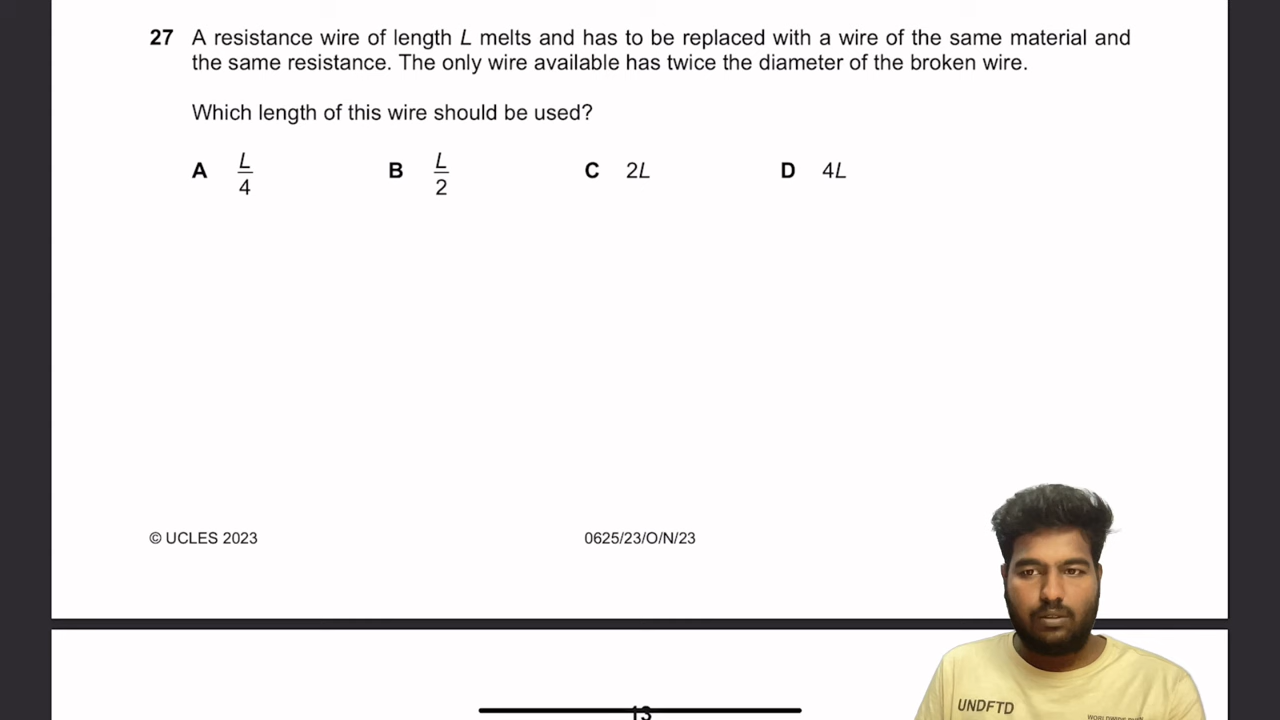 27 A resistance wire of length L melts and has to be replaced with a wire of the same material and
the same resistance. The only wire available has twice the diameter of the broken wire.
Which length of this wire should be used?
A L/4 B L/2 C 2L D 4L
© UCLES 2023 0625/23/O/N/23
13
UNDFTD